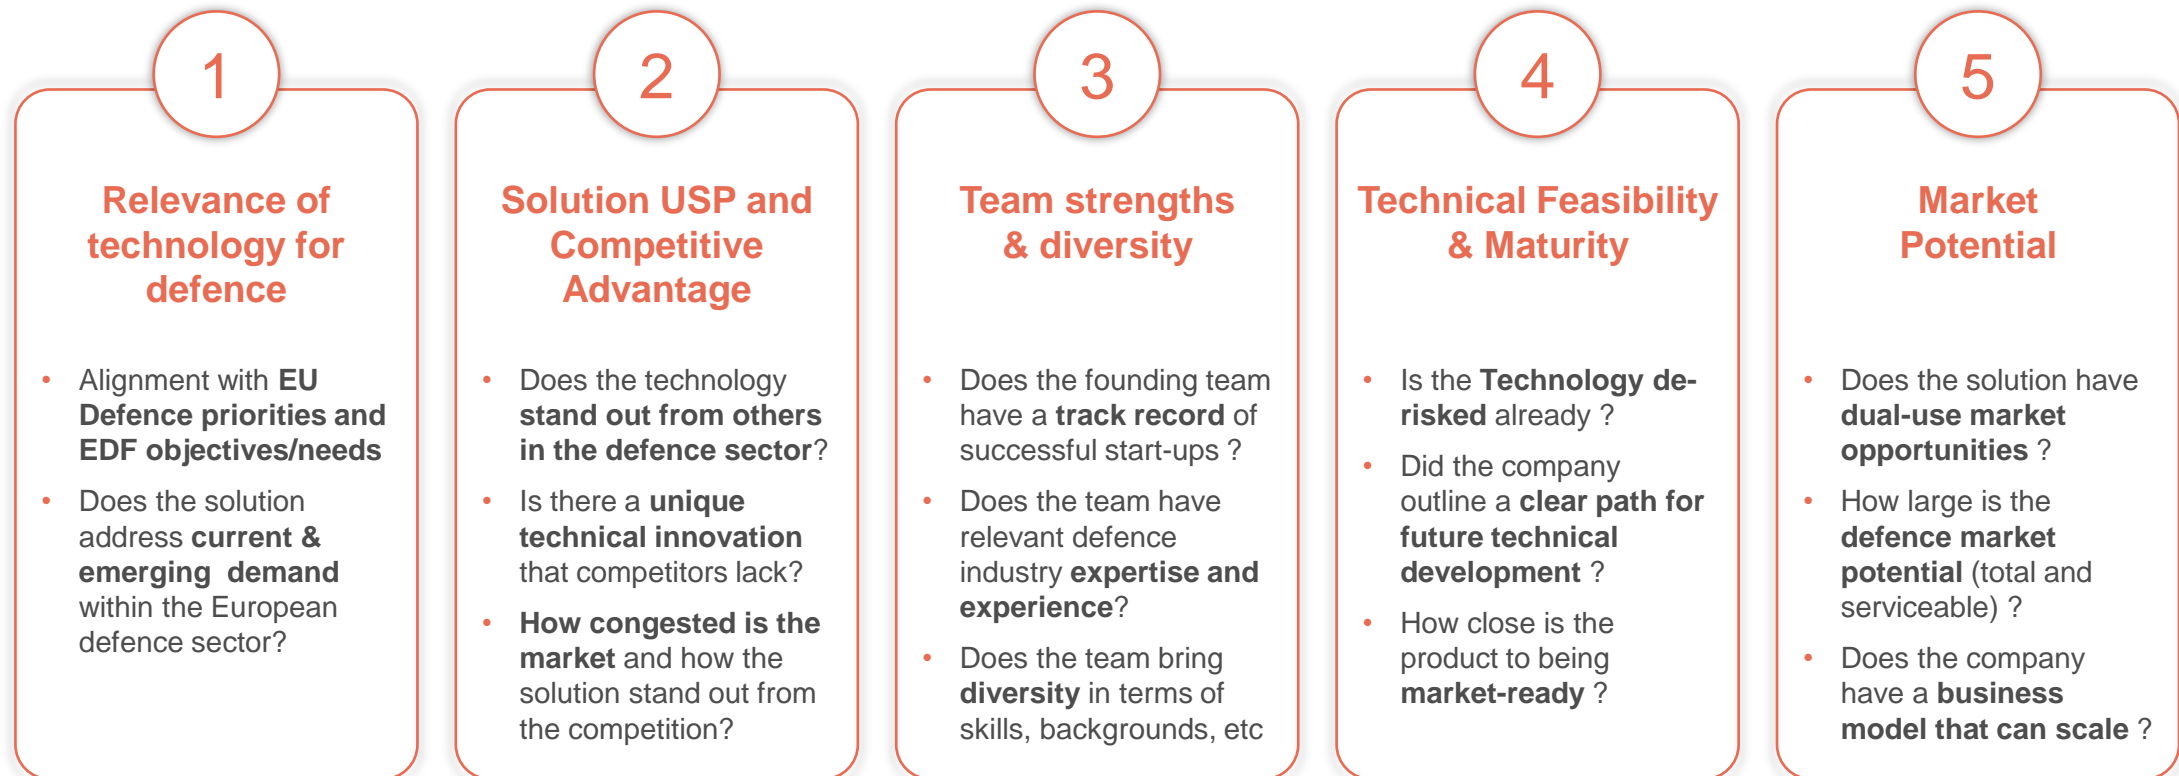 1
Relevance of
technology for
defence
• Alignment with EU
Defence priorities and
EDF objectives/needs
• Does the solution
address current &
emerging  demand
within the European
defence sector?
2
Solution USP and
Competitive
Advantage
• Does the technology
stand out from others
in the defence sector?
• Is there a unique
technical innovation
that competitors lack?
• How congested is the
market and how the
solution stand out from
the competition?
3
Team strengths
& diversity
• Does the founding team
have a track record of
successful start-ups ?
• Does the team have
relevant defence
industry expertise and
experience?
• Does the team bring
diversity in terms of
skills, backgrounds, etc
4
Technical Feasibility
& Maturity
• Is the Technology de-
risked already ?
• Did the company
outline a clear path for
future technical
development ?
• How close is the
product to being
market-ready ?
5
Market
Potential
• Does the solution have
dual-use market
opportunities ?
• How large is the
defence market
potential (total and
serviceable) ?
• Does the company
have a business
model that can scale ?